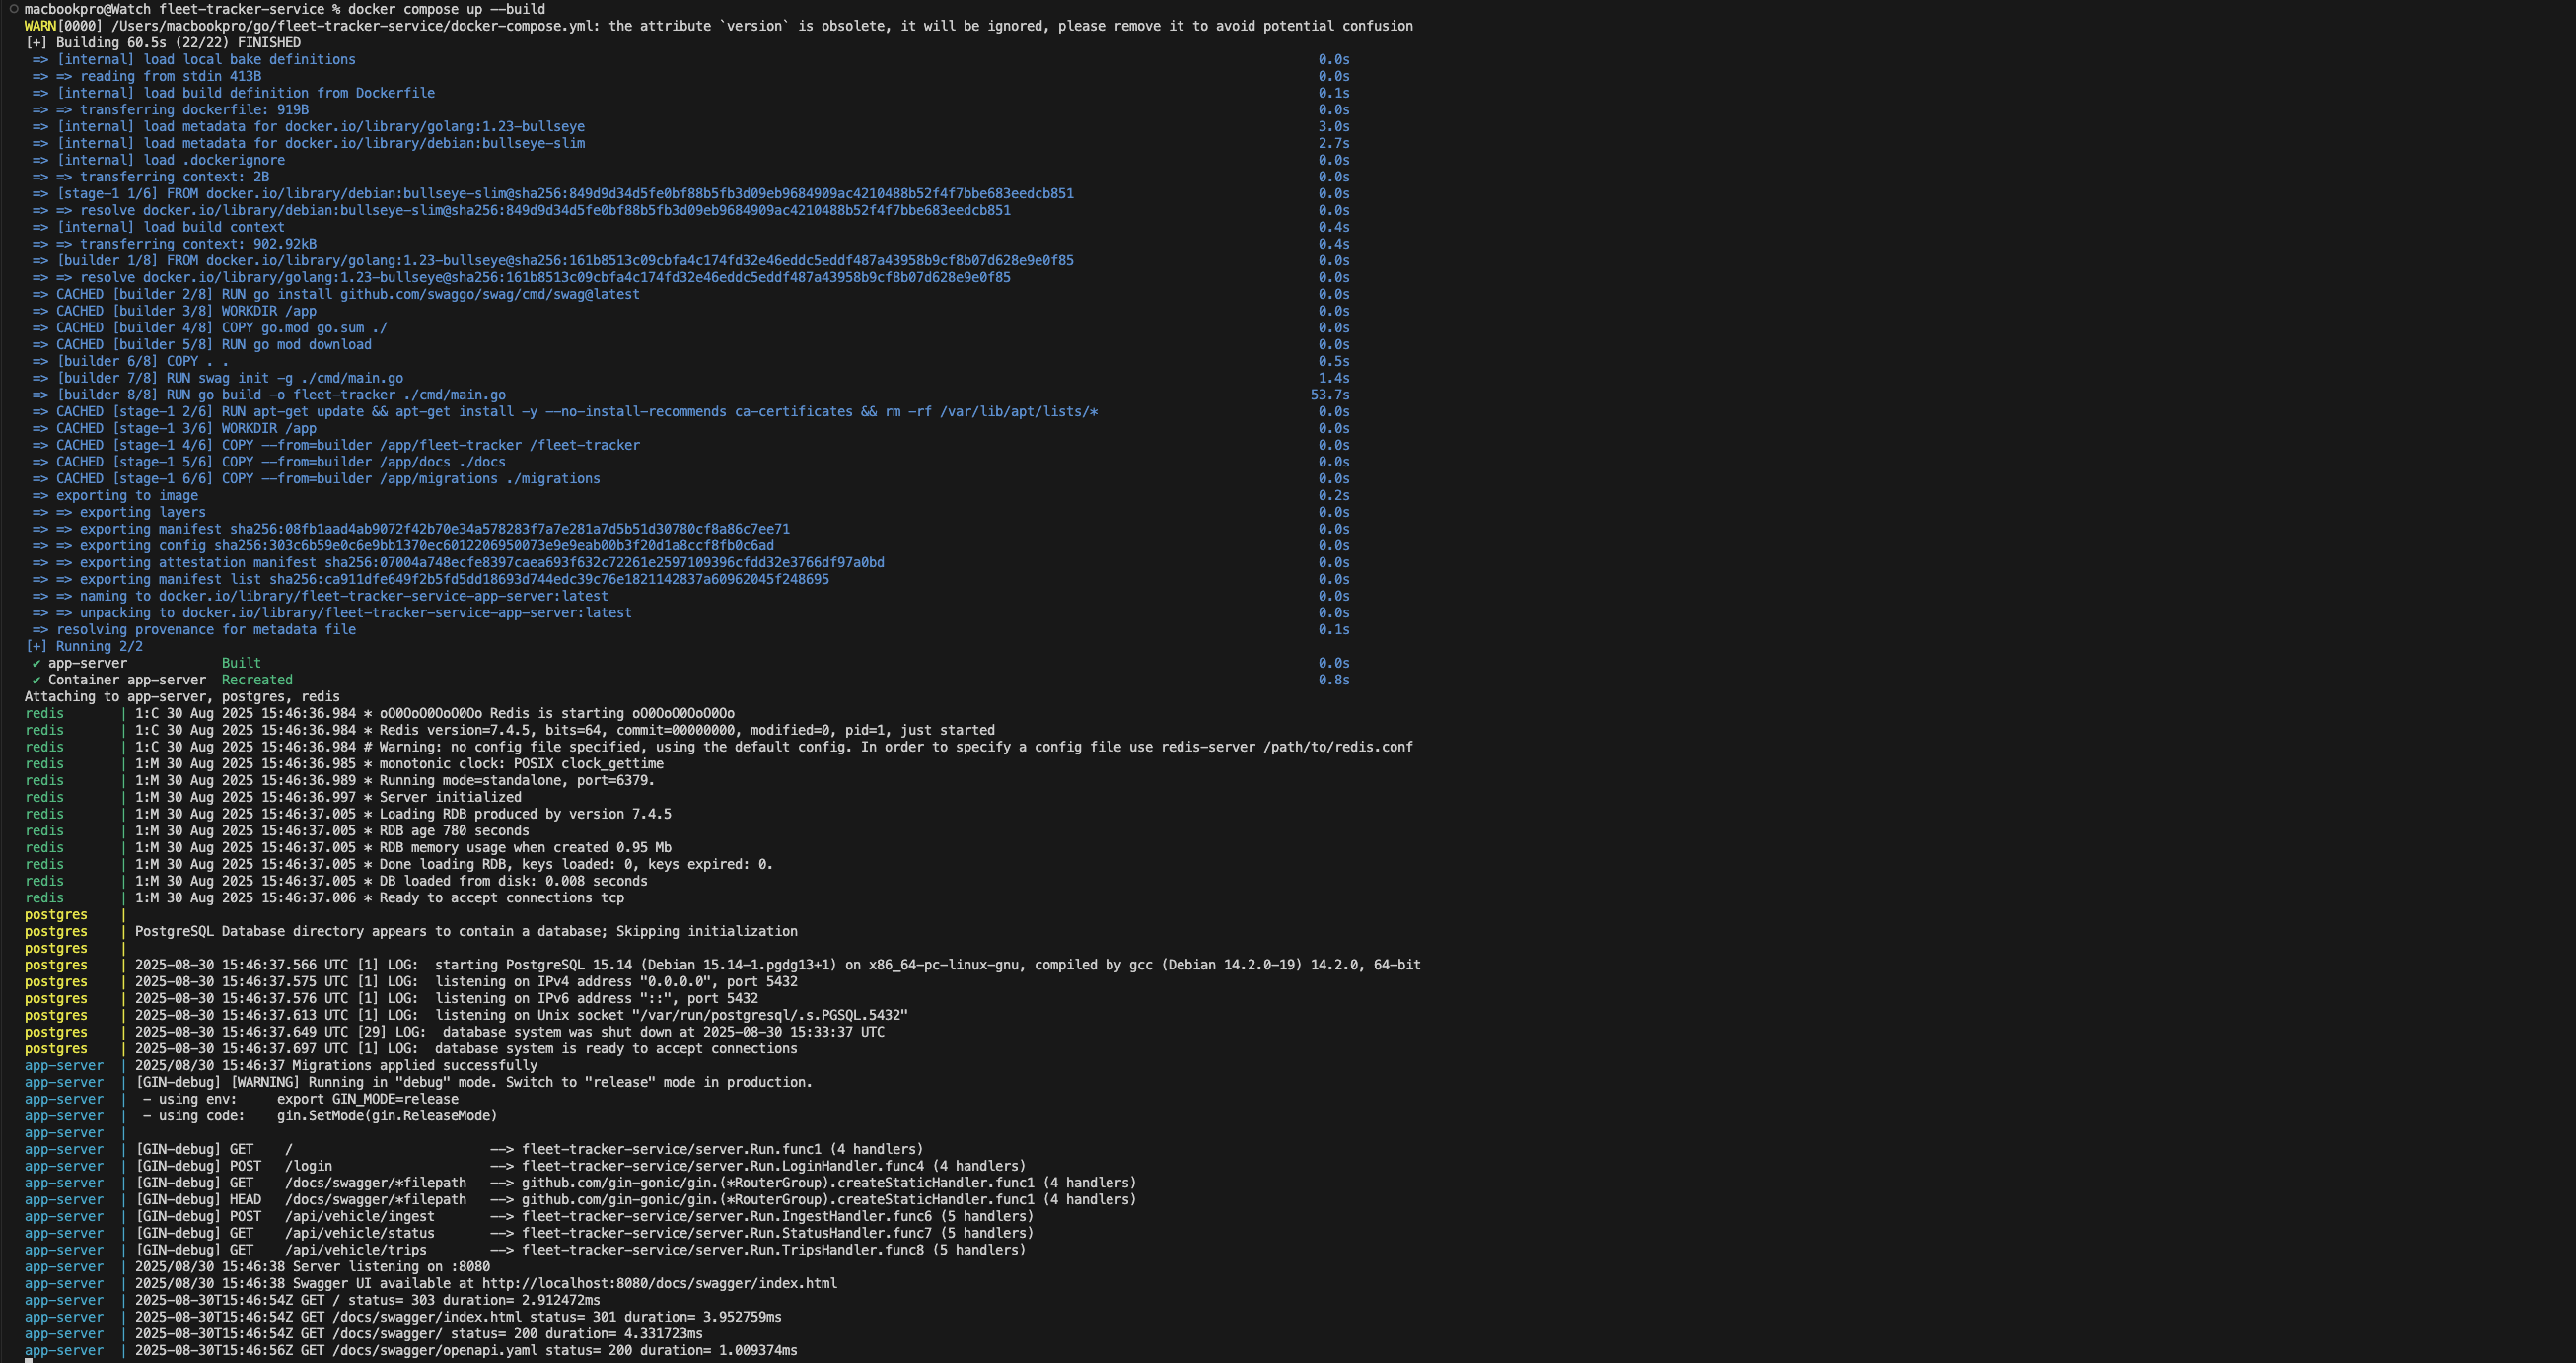 macbookpro@Watch fleet-tracker-service % docker compose up --build
WARN[0000] /Users/macbookpro/go/fleet-tracker-service/docker-compose.yml: the attribute `version` is obsolete, it will be ignored, please remove it to avoid potential confusion
[+] Building 60.5s (22/22) FINISHED
=> [internal] load local bake definitions 0.0s
=> => reading from stdin 413B 0.0s
=> [internal] load build definition from Dockerfile 0.1s
=> => transferring dockerfile: 919B 0.0s
=> [internal] load metadata for docker.io/library/golang:1.23-bullseye 3.0s
=> [internal] load metadata for docker.io/library/debian:bullseye-slim 2.7s
=> [internal] load .dockerignore 0.0s
=> => transferring context: 2B 0.0s
=> [stage-1 1/6] FROM docker.io/library/debian:bullseye-slim@sha256:849d9d34d5fe0bf88b5fb3d09eb9684909ac4210488b52f4f7bbe683eedcb851 0.0s
=> => resolve docker.io/library/debian:bullseye-slim@sha256:849d9d34d5fe0bf88b5fb3d09eb9684909ac4210488b52f4f7bbe683eedcb851 0.0s
=> [internal] load build context 0.4s
=> => transferring context: 902.92kB 0.4s
=> [builder 1/8] FROM docker.io/library/golang:1.23-bullseye@sha256:161b8513c09cbfa4c174fd32e46eddc5eddf487a43958b9cf8b07d628e9e0f85 0.0s
=> => resolve docker.io/library/golang:1.23-bullseye@sha256:161b8513c09cbfa4c174fd32e46eddc5eddf487a43958b9cf8b07d628e9e0f85 0.0s
=> CACHED [builder 2/8] RUN go install github.com/swaggo/swag/cmd/swag@latest 0.0s
=> CACHED [builder 3/8] WORKDIR /app 0.0s
=> CACHED [builder 4/8] COPY go.mod go.sum ./ 0.0s
=> CACHED [builder 5/8] RUN go mod download 0.0s
=> [builder 6/8] COPY . . 0.5s
=> [builder 7/8] RUN swag init -g ./cmd/main.go 1.4s
=> [builder 8/8] RUN go build -o fleet-tracker ./cmd/main.go 53.7s
=> CACHED [stage-1 2/6] RUN apt-get update && apt-get install -y --no-install-recommends ca-certificates && rm -rf /var/lib/apt/lists/* 0.0s
=> CACHED [stage-1 3/6] WORKDIR /app 0.0s
=> CACHED [stage-1 4/6] COPY --from=builder /app/fleet-tracker /fleet-tracker 0.0s
=> CACHED [stage-1 5/6] COPY --from=builder /app/docs ./docs 0.0s
=> CACHED [stage-1 6/6] COPY --from=builder /app/migrations ./migrations 0.0s
=> exporting to image 0.2s
=> => exporting layers 0.0s
=> => exporting manifest sha256:08fb1aad4ab9072f42b70e34a578283f7a7e281a7d5b51d30780cf8a86c7ee71 0.0s
=> => exporting config sha256:303c6b59e0c6e9bb1370ec6012206950073e9e9eab00b3f20d1a8ccf8fb0c6ad 0.0s
=> => exporting attestation manifest sha256:07004a748ecfe8397caea693f632c72261e2597109396cfdd32e3766df97a0bd 0.0s
=> => exporting manifest list sha256:ca911dfe649f2b5fd5dd18693d744edc39c76e1821142837a60962045f248695 0.0s
=> => naming to docker.io/library/fleet-tracker-service-app-server:latest 0.0s
=> => unpacking to docker.io/library/fleet-tracker-service-app-server:latest 0.0s
=> resolving provenance for metadata file 0.1s
[+] Running 2/2
✔ app-server Built 0.0s
✔ Container app-server Recreated 0.8s
Attaching to app-server, postgres, redis
redis | 1:C 30 Aug 2025 15:46:36.984 * oO0OoO0OoO0Oo Redis is starting oO0OoO0OoO0Oo
redis | 1:C 30 Aug 2025 15:46:36.984 * Redis version=7.4.5, bits=64, commit=00000000, modified=0, pid=1, just started
redis | 1:C 30 Aug 2025 15:46:36.984 # Warning: no config file specified, using the default config. In order to specify a config file use redis-server /path/to/redis.conf
redis | 1:M 30 Aug 2025 15:46:36.985 * monotonic clock: POSIX clock_gettime
redis | 1:M 30 Aug 2025 15:46:36.989 * Running mode=standalone, port=6379.
redis | 1:M 30 Aug 2025 15:46:36.997 * Server initialized
redis | 1:M 30 Aug 2025 15:46:37.005 * Loading RDB produced by version 7.4.5
redis | 1:M 30 Aug 2025 15:46:37.005 * RDB age 780 seconds
redis | 1:M 30 Aug 2025 15:46:37.005 * RDB memory usage when created 0.95 Mb
redis | 1:M 30 Aug 2025 15:46:37.005 * Done loading RDB, keys loaded: 0, keys expired: 0.
redis | 1:M 30 Aug 2025 15:46:37.005 * DB loaded from disk: 0.008 seconds
redis | 1:M 30 Aug 2025 15:46:37.006 * Ready to accept connections tcp
postgres |
postgres | PostgreSQL Database directory appears to contain a database; Skipping initialization
postgres |
postgres | 2025-08-30 15:46:37.566 UTC [1] LOG:  starting PostgreSQL 15.14 (Debian 15.14-1.pgdg13+1) on x86_64-pc-linux-gnu, compiled by gcc (Debian 14.2.0-19) 14.2.0, 64-bit
postgres | 2025-08-30 15:46:37.575 UTC [1] LOG:  listening on IPv4 address "0.0.0.0", port 5432
postgres | 2025-08-30 15:46:37.576 UTC [1] LOG:  listening on IPv6 address "::", port 5432
postgres | 2025-08-30 15:46:37.613 UTC [1] LOG:  listening on Unix socket "/var/run/postgresql/.s.PGSQL.5432"
postgres | 2025-08-30 15:46:37.649 UTC [29] LOG:  database system was shut down at 2025-08-30 15:33:37 UTC
postgres | 2025-08-30 15:46:37.697 UTC [1] LOG:  database system is ready to accept connections
app-server | 2025/08/30 15:46:37 Migrations applied successfully
app-server | [GIN-debug] [WARNING] Running in "debug" mode. Switch to "release" mode in production.
app-server | - using env: export GIN_MODE=release
app-server | - using code: gin.SetMode(gin.ReleaseMode)
app-server |
app-server | [GIN-debug] GET / --> fleet-tracker-service/server.Run.func1 (4 handlers)
app-server | [GIN-debug] POST /login --> fleet-tracker-service/server.Run.LoginHandler.func4 (4 handlers)
app-server | [GIN-debug] GET /docs/swagger/*filepath --> github.com/gin-gonic/gin.(*RouterGroup).createStaticHandler.func1 (4 handlers)
app-server | [GIN-debug] HEAD /docs/swagger/*filepath --> github.com/gin-gonic/gin.(*RouterGroup).createStaticHandler.func1 (4 handlers)
app-server | [GIN-debug] POST /api/vehicle/ingest --> fleet-tracker-service/server.Run.IngestHandler.func6 (5 handlers)
app-server | [GIN-debug] GET /api/vehicle/status --> fleet-tracker-service/server.Run.StatusHandler.func7 (5 handlers)
app-server | [GIN-debug] GET /api/vehicle/trips --> fleet-tracker-service/server.Run.TripsHandler.func8 (5 handlers)
app-server | 2025/08/30 15:46:38 Server listening on :8080
app-server | 2025/08/30 15:46:38 Swagger UI available at http://localhost:8080/docs/swagger/index.html
app-server | 2025-08-30T15:46:54Z GET / status= 303 duration= 2.912472ms
app-server | 2025-08-30T15:46:54Z GET /docs/swagger/index.html status= 301 duration= 3.952759ms
app-server | 2025-08-30T15:46:54Z GET /docs/swagger/ status= 200 duration= 4.331723ms
app-server | 2025-08-30T15:46:56Z GET /docs/swagger/openapi.yaml status= 200 duration= 1.009374ms